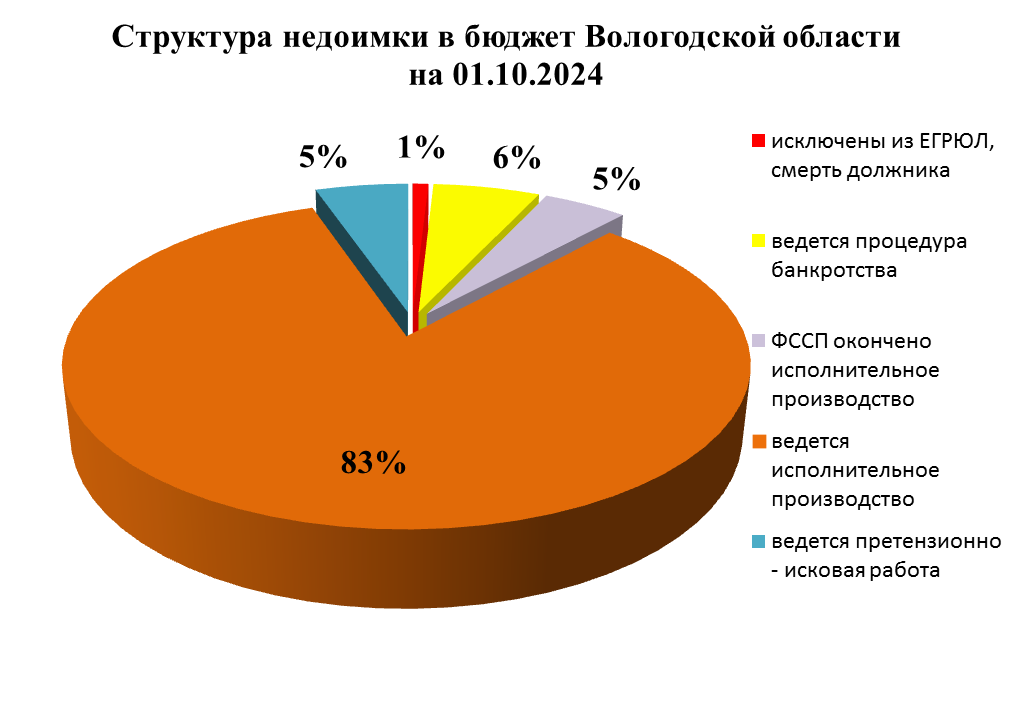 Структура недоимки в бюджет Вологодской области
на 01.10.2024
5%
1%
6%
5%
83%
исключены из ЕГРЮЛ,
смерть должника
ведется процедура
банкротства
ФССП окончено
исполнительное
производство
ведется
исполнительное
производство
ведется претензионно
- исковая работа